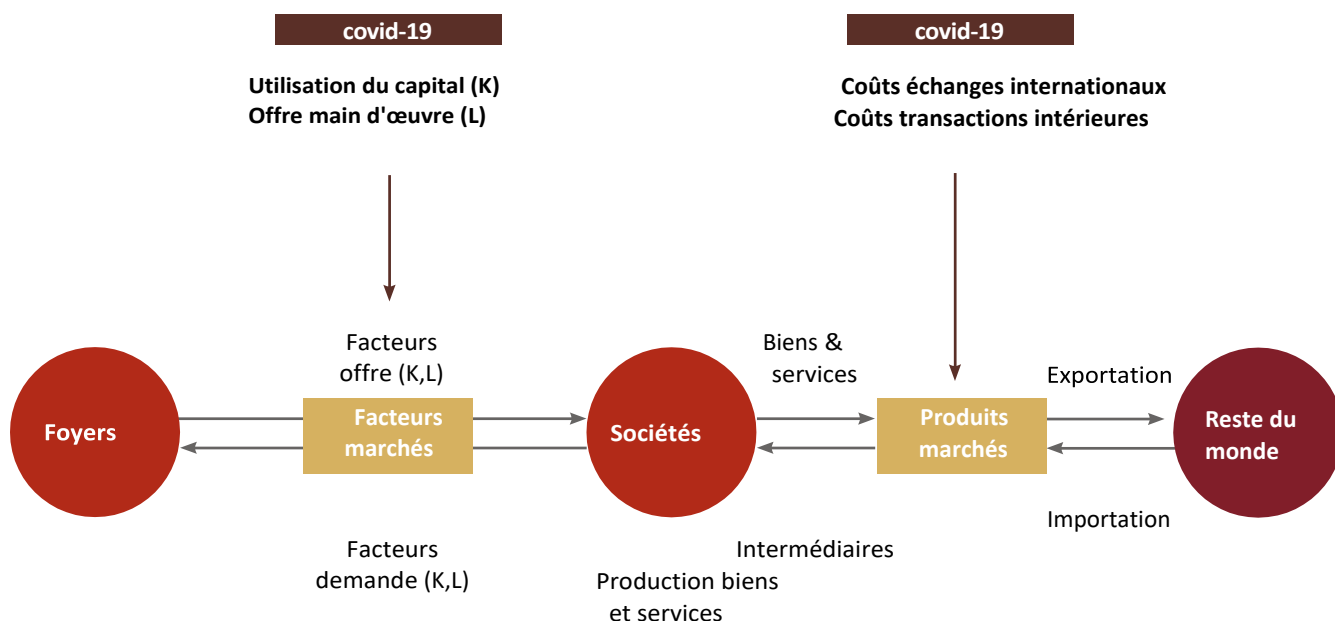 covid-19
covid-19
Utilisation du capital (K)
Offre main d'œuvre (L)
Coûts échanges internationaux
Coûts transactions intérieures
Facteurs
offre (K,L)
Biens &
services
Exportation
Foyers
Facteurs
marchés
Sociétés
Produits
marchés
Reste du
monde
Importation
Facteurs
demande (K,L)
Intermédiaires
Production biens
et services